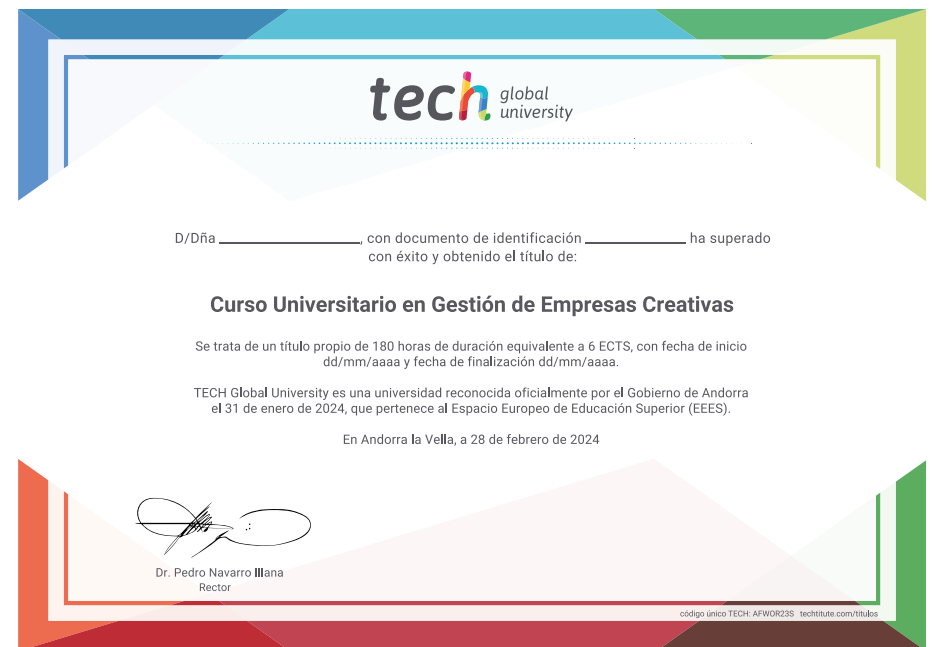 tech global
university
D/Dña ____________________, con documento de identificación ______________ ha superado
con éxito y obtenido el título de:
Curso Universitario en Gestión de Empresas Creativas
Se trata de un título propio de 180 horas de duración equivalente a 6 ECTS, con fecha de inicio
dd/mm/aaaa y fecha de finalización dd/mm/aaaa.
TECH Global University es una universidad reconocida oficialmente por el Gobierno de Andorra
el 31 de enero de 2024, que pertenece al Espacio Europeo de Educación Superior (EEES).
En Andorra la Vella, a 28 de febrero de 2024
Dr. Pedro Navarro Illana
Rector
código único TECH: AFWOR23S techtitute.com/titulos